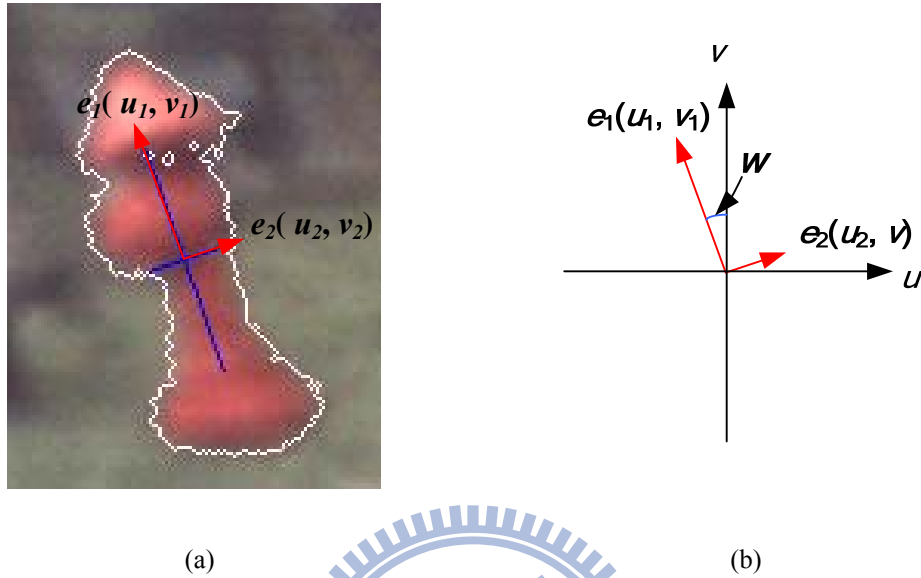 e1( u1, v1)
e2( u2, v2)
v
e1(u1, v1)
w
e2(u2, v)
u
(a)
(b)